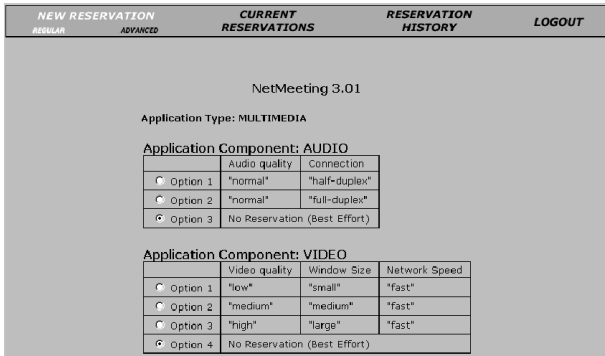 NEW RESERVATION
REGULAR ADVANCED
CURRENT RESERVATIONS
RESERVATION HISTORY
LOGOUT
NetMeeting 3.01
Application Type: MULTIMEDIA
Application Component: AUDIO
Audio quality Connection
Option 1 "normal" "half-duplex"
Option 2 "normal" "full-duplex"
Option 3 No Reservation (Best Effort)
Application Component: VIDEO
Video quality Window Size Network Speed
Option 1 "low" "small" "fast"
Option 2 "medium" "medium" "fast"
Option 3 "high" "large" "fast"
Option 4 No Reservation (Best Effort)